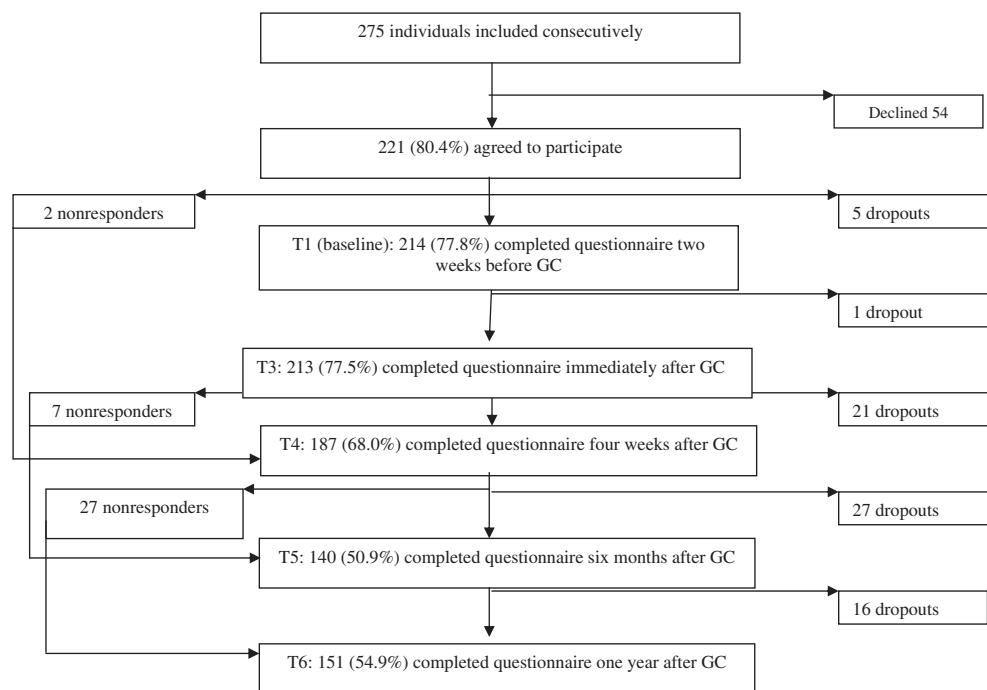 275 individuals included consecutively
Declined 54
221 (80.4%) agreed to participate
2 nonresponders
5 dropouts
T1 (baseline): 214 (77.8%) completed questionnaire two
weeks before GC
1 dropout
T3: 213 (77.5%) completed questionnaire immediately after GC
7 nonresponders
21 dropouts
T4: 187 (68.0%) completed questionnaire four weeks after GC
27 nonresponders
27 dropouts
T5: 140 (50.9%) completed questionnaire six months after GC
16 dropouts
T6: 151 (54.9%) completed questionnaire one year after GC